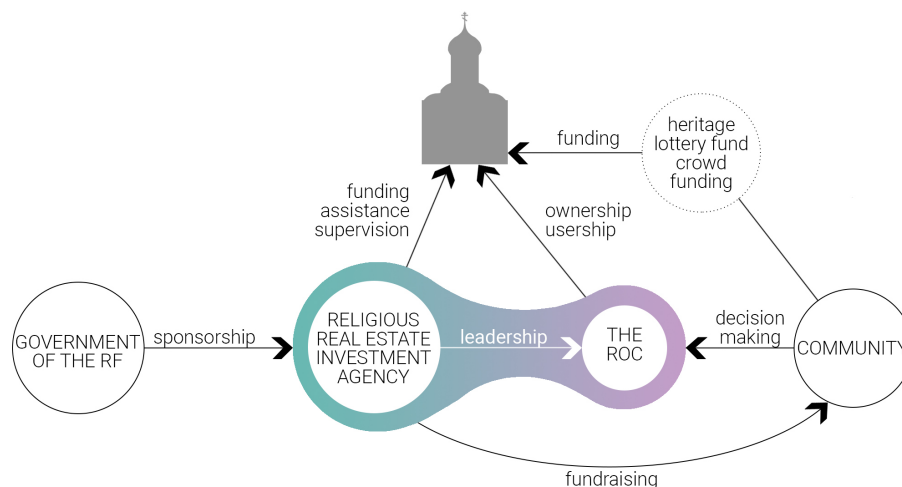 funding
heritage
lottery fund
crowd
funding
funding
assistance
supervision
ownership
usership
GOVERNMENT
OF THE RF
sponsorship
RELIGIOUS
REAL ESTATE
INVESTMENT
AGENCY
leadership
THE
ROC
decision
making
COMMUNITY
fundraising